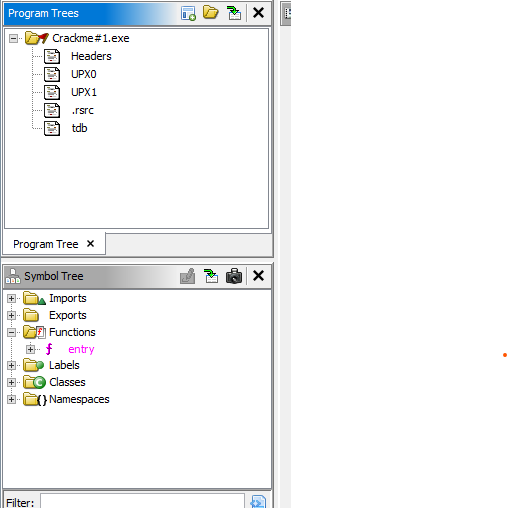 Program Trees
Crackme#1.exe
Headers
UPX0
UPX1
.rsrc
tdb
Program Tree
Symbol Tree
Imports
Exports
Functions
f entry
Labels
Classes
Namespaces
Filter: